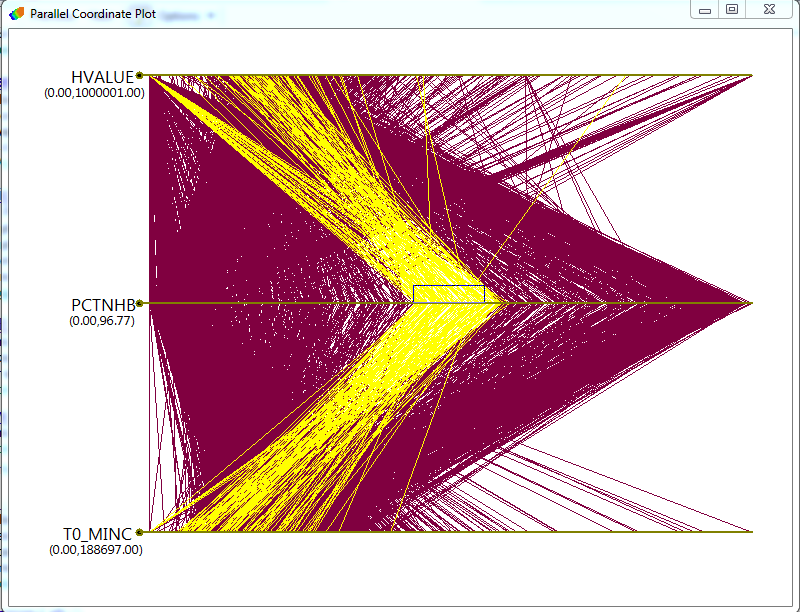 Parallel Coordinate Plot
HVALUE
(0.00,1000001.00)
PCTNHB
(0.00,96.77)
T0_MINC
(0.00,188697.00)